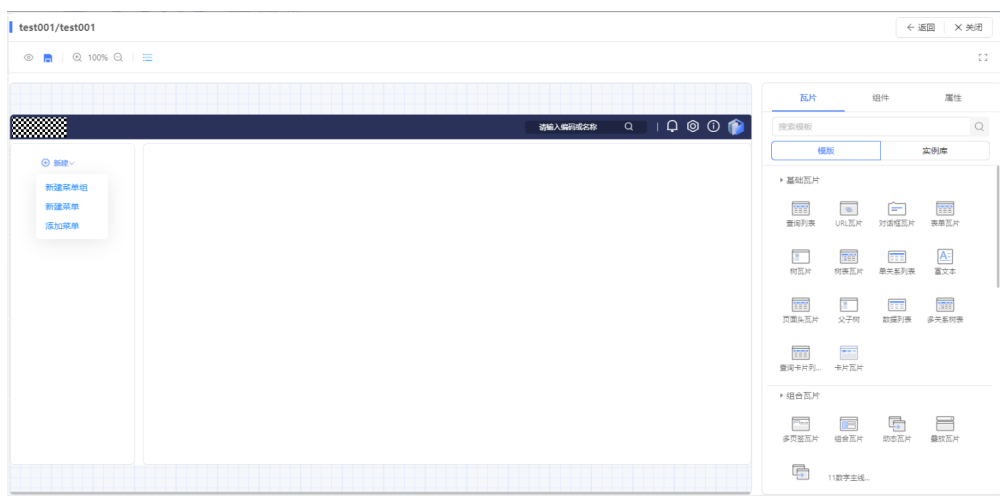 test001/test001
返回
关闭
100%
请输入编码或名称
新建
新建菜单组
新建菜单
添加菜单
瓦片 组件 属性
搜索模板
模版 实例库
基础瓦片
查询列表 URL瓦片 对话框瓦片 表单瓦片
树瓦片 树表瓦片 单关系列表 富文本
页面头瓦片 父子树 数据列表 多关系树表
查询卡片列... 卡片瓦片
组合瓦片
多页签瓦片 组合瓦片 动态瓦片 叠放瓦片
11数字主线...